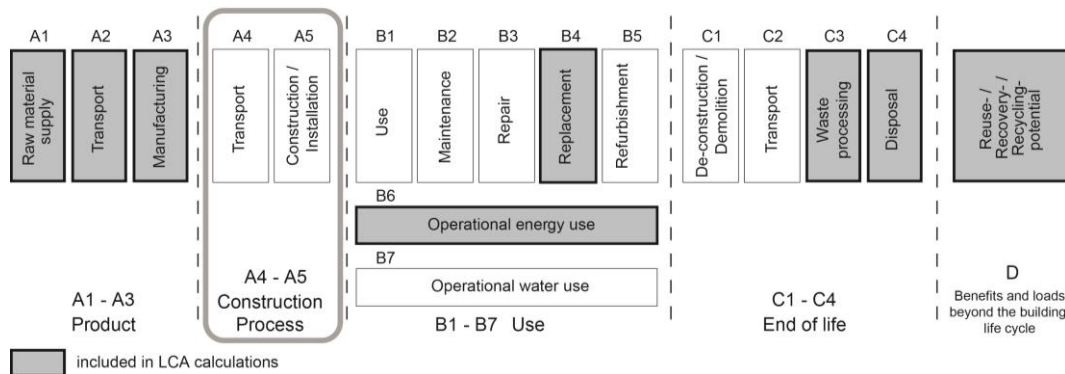 A1
A2
A3
A4
A5
B1
B2
B3
B4
B5
C1
C2
C3
C4
Raw material
supply
Transport
Manufacturing
Transport
Construction /
Installation
Use
Maintenance
Repair
Replacement
Refurbishment
De-construction /
Demolition
Transport
Waste
processing
Disposal
Reuse- /
Recovery- /
Recycling-
potential
B6
Operational energy use
B7
Operational water use
A1 - A3
Product
A4 - A5
Construction
Process
B1 - B7 Use
C1 - C4
End of life
D
Benefits and loads
beyond the building
life cycle
included in LCA calculations